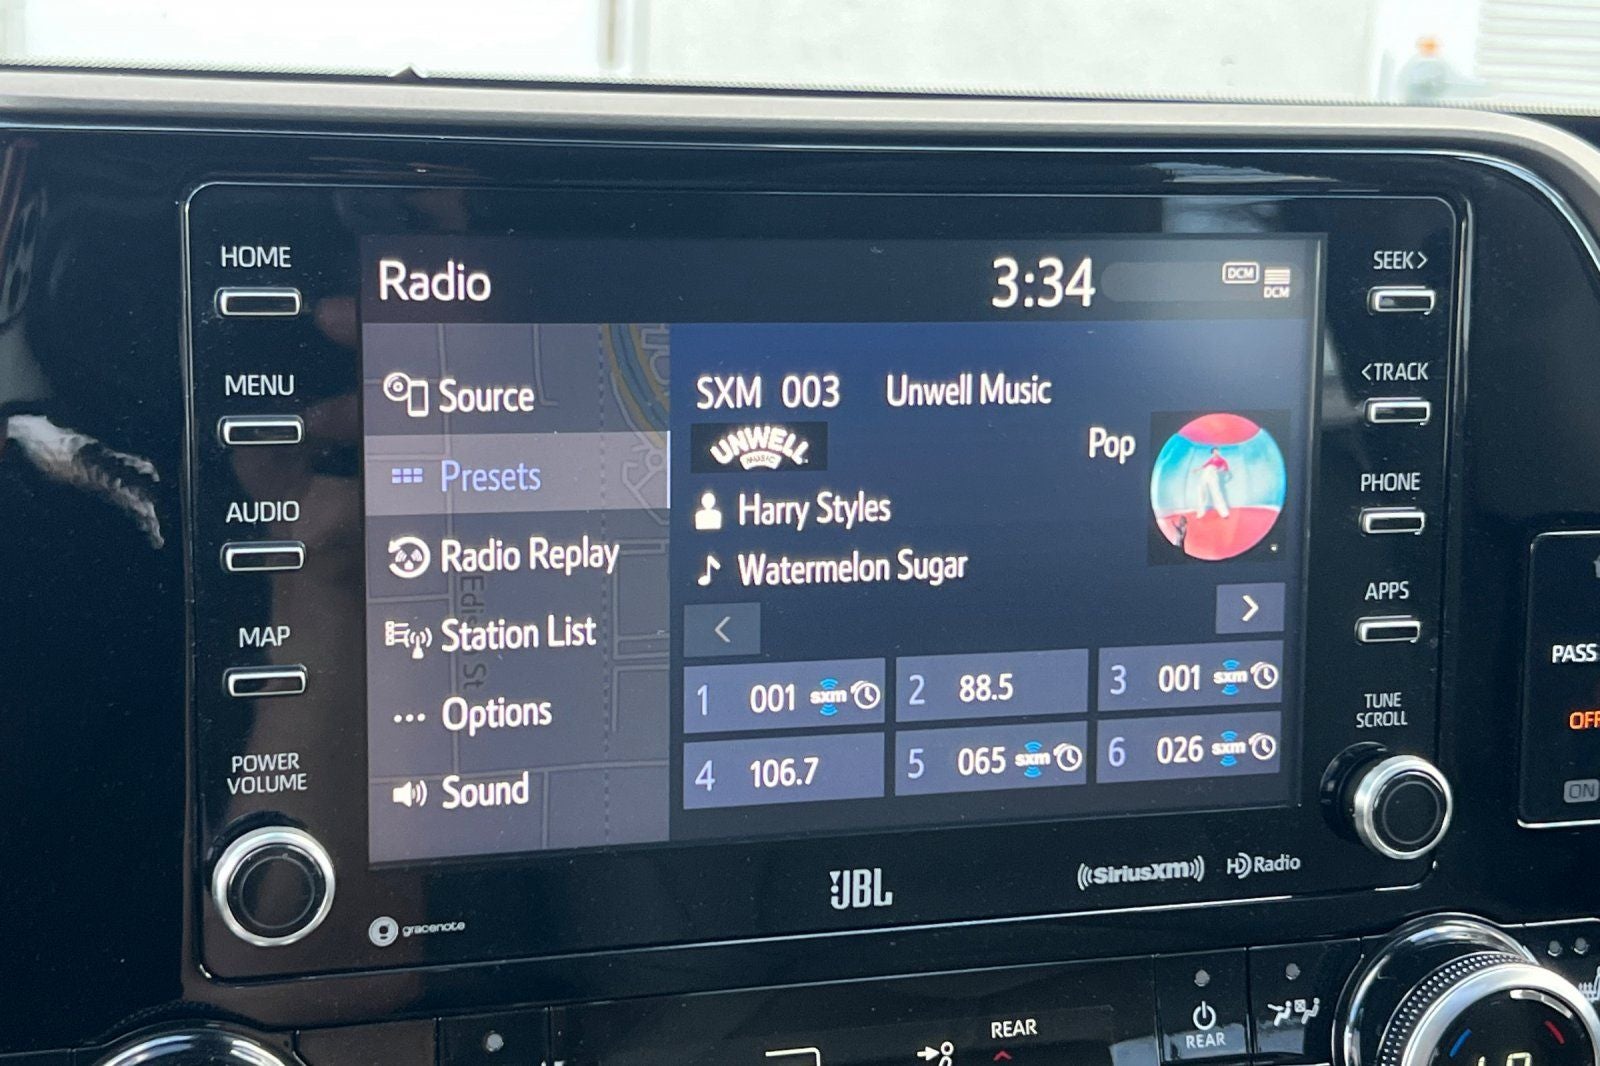 HOME
MENU
AUDIO
MAP
POWER
VOLUME
Radio
3:34
DCM
DCM
Source
Presets
Radio Replay
Station List
Options
Sound
Edi
St
SXM 003 Unwell Music
UNWELL
MUSIC
Pop
Harry Styles
Watermelon Sugar
<
>
1 001 sxm
2 88.5
3 001 sxm
4 106.7
5 065 sxm
6 026 sxm
SEEK>
<TRACK
PHONE
APPS
TUNE
SCROLL
PASS
OFF
ON
gracenote
JBL
((SiriusXM))
HD Radio
REAR
REAR